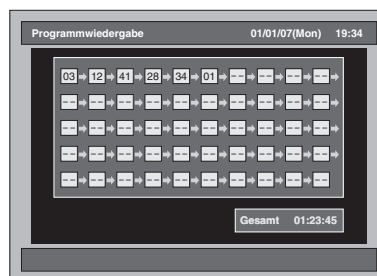 Programmwiedergabe 01/01/07(Mon) 19:34
03 ➡ 12 ➡ 41 ➡ 28 ➡ 34 ➡ 01 ➡ -- ➡ -- ➡ -- ➡ -- ➡
-- ➡ -- ➡ -- ➡ -- ➡ -- ➡ -- ➡ -- ➡ -- ➡ -- ➡ -- ➡
-- ➡ -- ➡ -- ➡ -- ➡ -- ➡ -- ➡ -- ➡ -- ➡ -- ➡ -- ➡
-- ➡ -- ➡ -- ➡ -- ➡ -- ➡ -- ➡ -- ➡ -- ➡ -- ➡ -- ➡
-- ➡ -- ➡ -- ➡ -- ➡ -- ➡ -- ➡ -- ➡ -- ➡ -- ➡ --
Gesamt 01:23:45